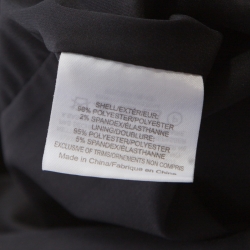 SHELL/EXTÉRIEUR:
98% POLYESTER/POLYESTER
2% SPANDEX/ÉLASTHANNE
LINING/DOUBLURE:
95% POLYESTER/POLYESTER
5% SPANDEX/ÉLASTHANNE
EXCLUSIVE OF TRIMS/ORNEMENTS NON COMPRIS
Made in China/Fabriqué en Chine